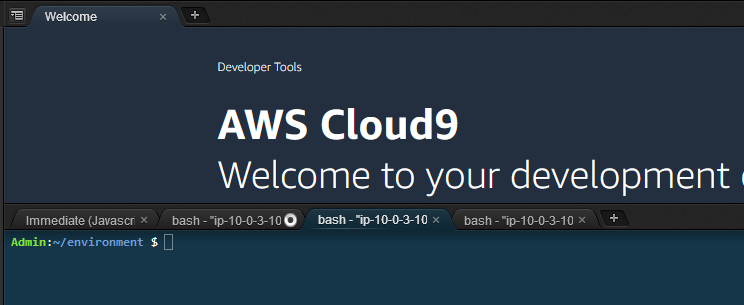 Welcome
Developer Tools
AWS Cloud9
Welcome to your development
Immediate (Javascri
bash - "ip-10-0-3-10
bash - "ip-10-0-3-10
bash - "ip-10-0-3-10
Admin:~/environment $